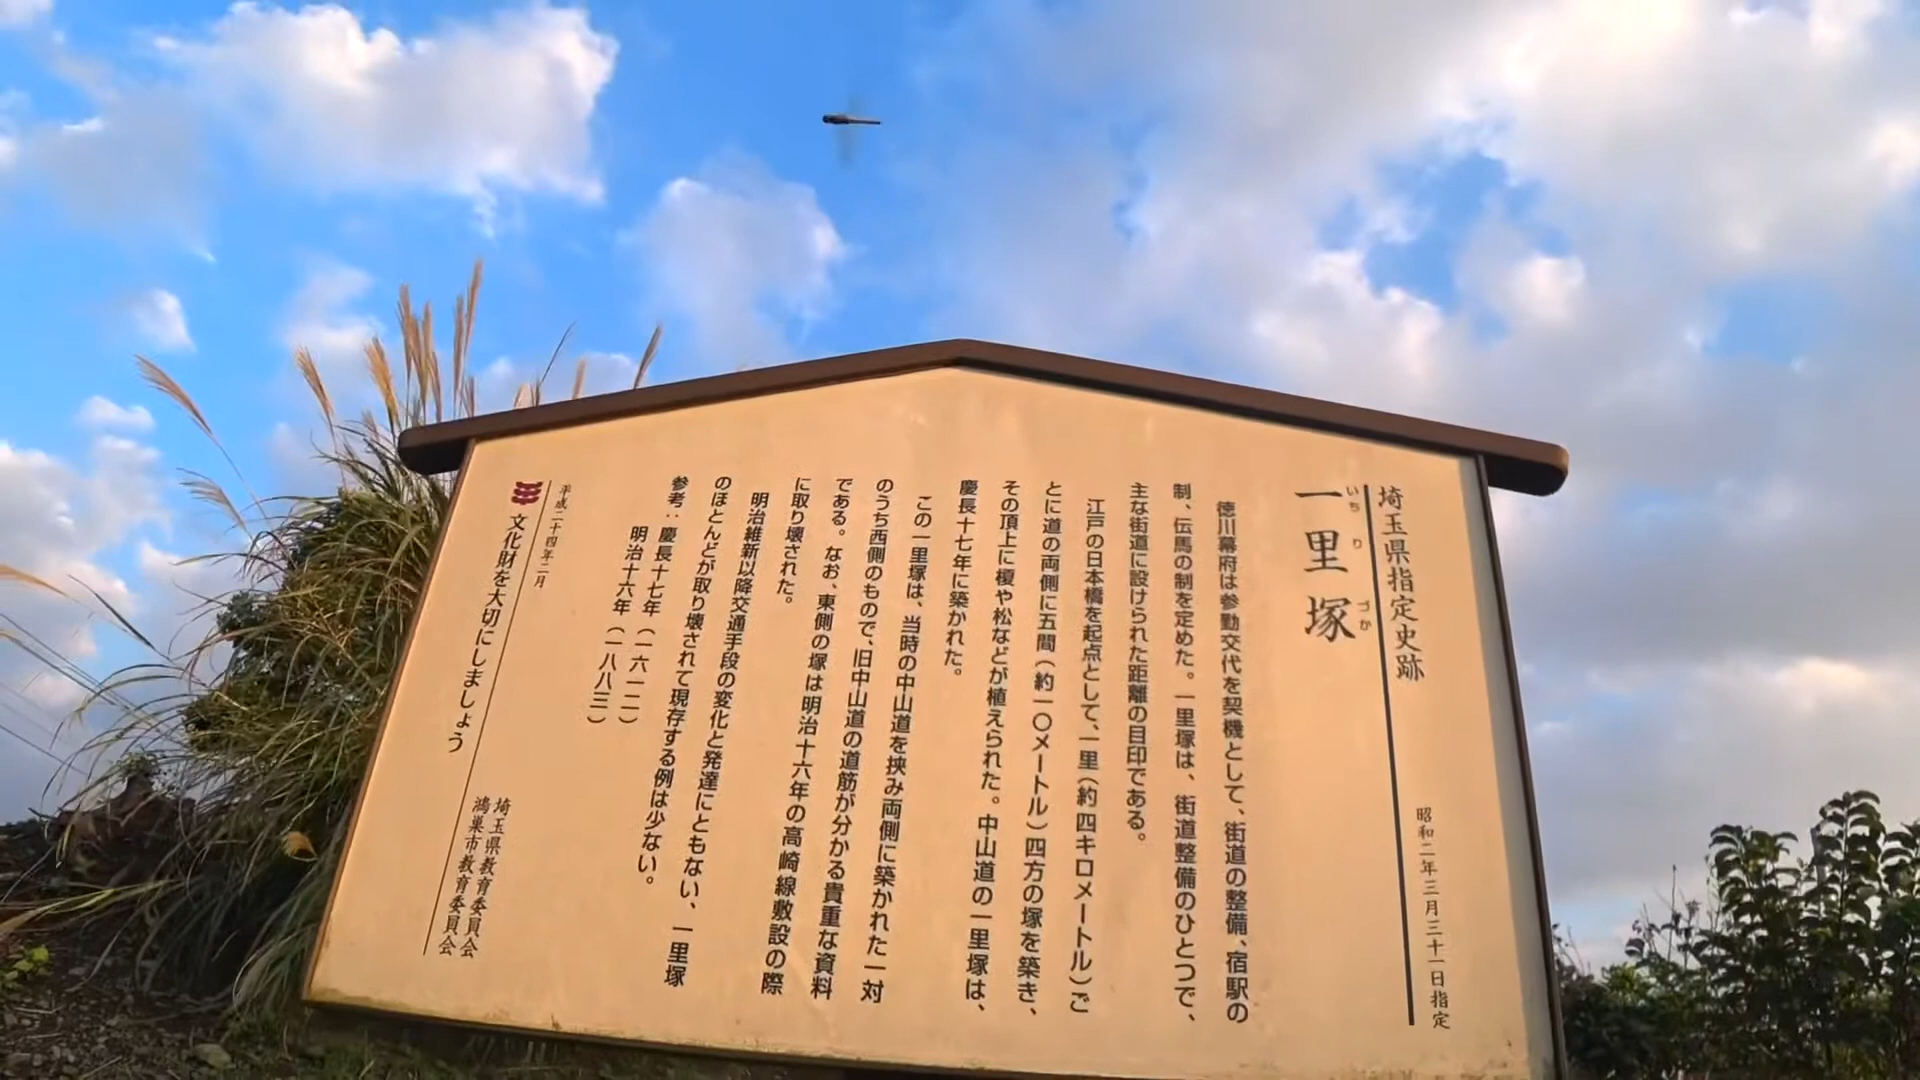 埼玉県指定史跡
昭和二年三月三十一日指定
いちりづか
一里塚
徳川幕府は参勤交代を契機として、街道の整備、宿駅の
制、伝馬の制を定めた。一里塚は、街道整備のひとつで、
主な街道に設けられた距離の目印である。
江戸の日本橋を起点として、一里（約四キロメートル）ご
とに道の両側に五間（約一〇メートル）四方の塚を築き、
その頂上に榎や松などが植えられた。中山道の一里塚は、
慶長十七年に築かれた。
この一里塚は、当時の中山道を挟み両側に築かれた一対
のうち西側のもので、旧中山道の道筋が分かる貴重な資料
である。なお、東側の塚は明治十六年の高崎線敷設の際
に取り壊された。
明治維新以降交通手段の変化と発達にともない、一里塚
のほとんどが取り壊されて現存する例は少ない。
参考：慶長十七年（一六一二）
明治十六年（一八八三）
平成二十四年二月
埼玉県教育委員会
鴻巣市教育委員会
文化財を大切にしましょう